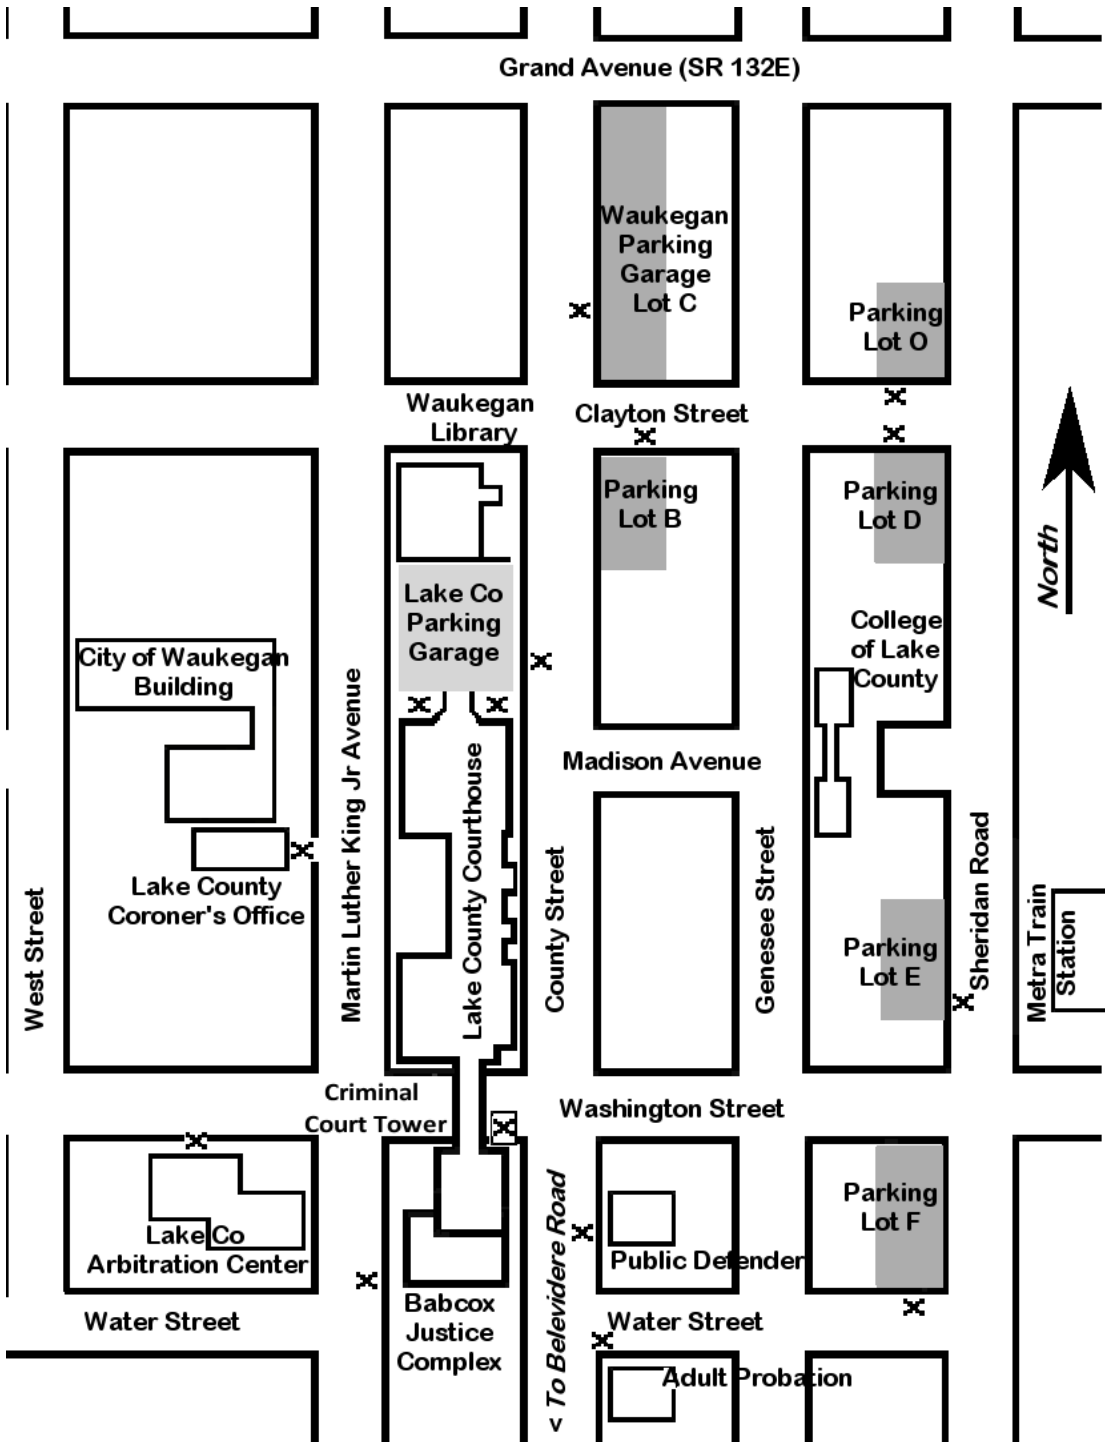 Grand Avenue (SR 132E)
Waukegan
Parking
Garage
Lot C
Parking
Lot O
Waukegan
Library
Clayton Street
Parking
Lot B
Parking
Lot D
North
Lake Co
Parking
Garage
College
of Lake
County
City of Waukegan
Building
Martin Luther King Jr Avenue
Lake County Courthouse
Madison Avenue
Lake County
Coroner's Office
West Street
County Street
Genesee Street
Sheridan Road
Parking
Lot E
Metra Train
Station
Criminal
Court Tower
Washington Street
Lake Co
Arbitration Center
< To Belevidere Road
Public Defender
Parking
Lot F
Water Street
Babcox
Justice
Complex
Water Street
Adult Probation